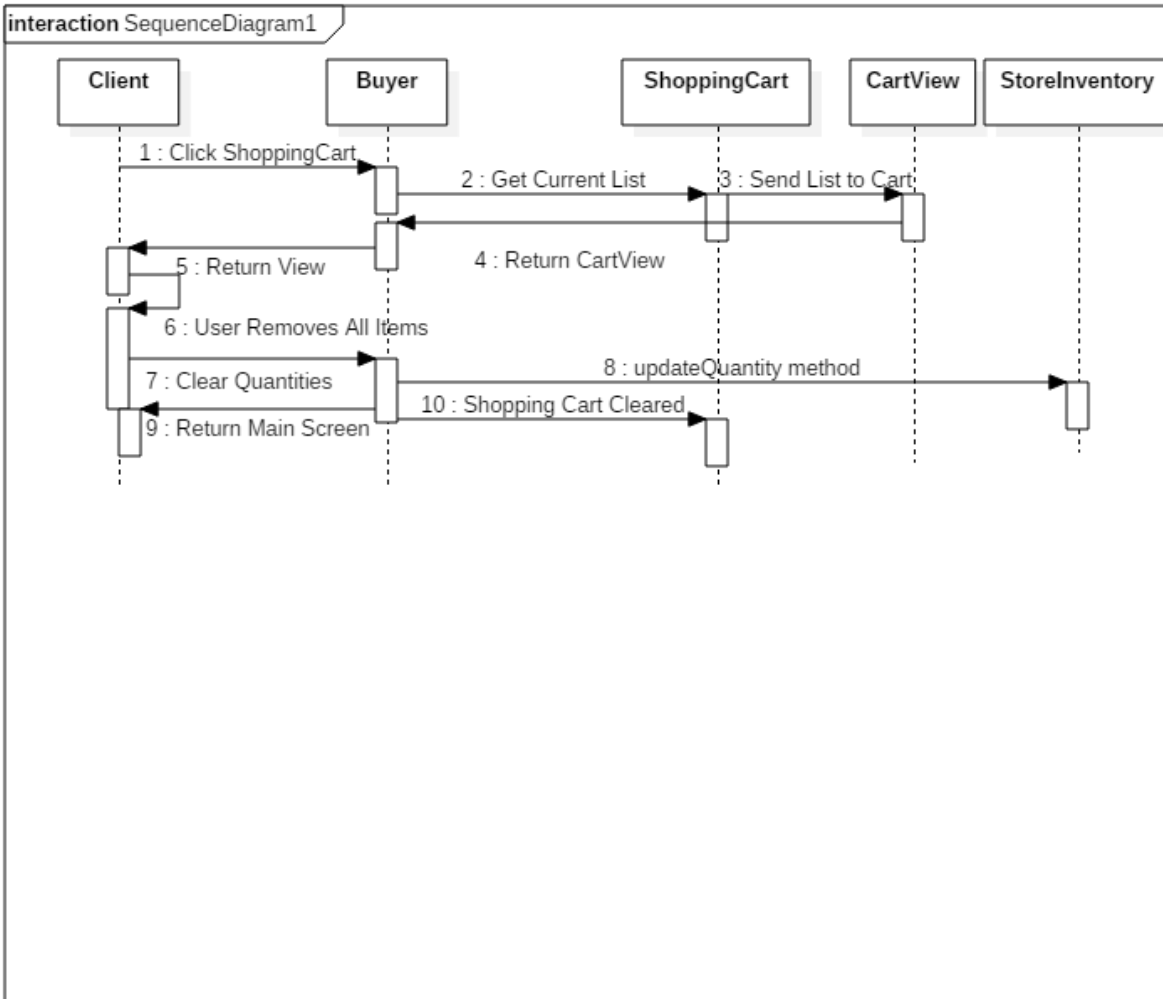 interaction SequenceDiagram1
Client
Buyer
ShoppingCart
CartView
StoreInventory
1 : Click ShoppingCart
2 : Get Current List
3 : Send List to Cart
4 : Return CartView
5 : Return View
6 : User Removes All Items
7 : Clear Quantities
8 : updateQuantity method
10 : Shopping Cart Cleared
9 : Return Main Screen